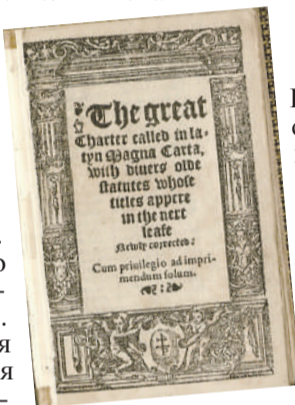 The great
Charter called in la-
tyn Magna Carta,
with diuers olde
statutes whose
titles appere
in the next
leafe
Newly corrected:
Cum priuilegio ad impri-
mendum solum.